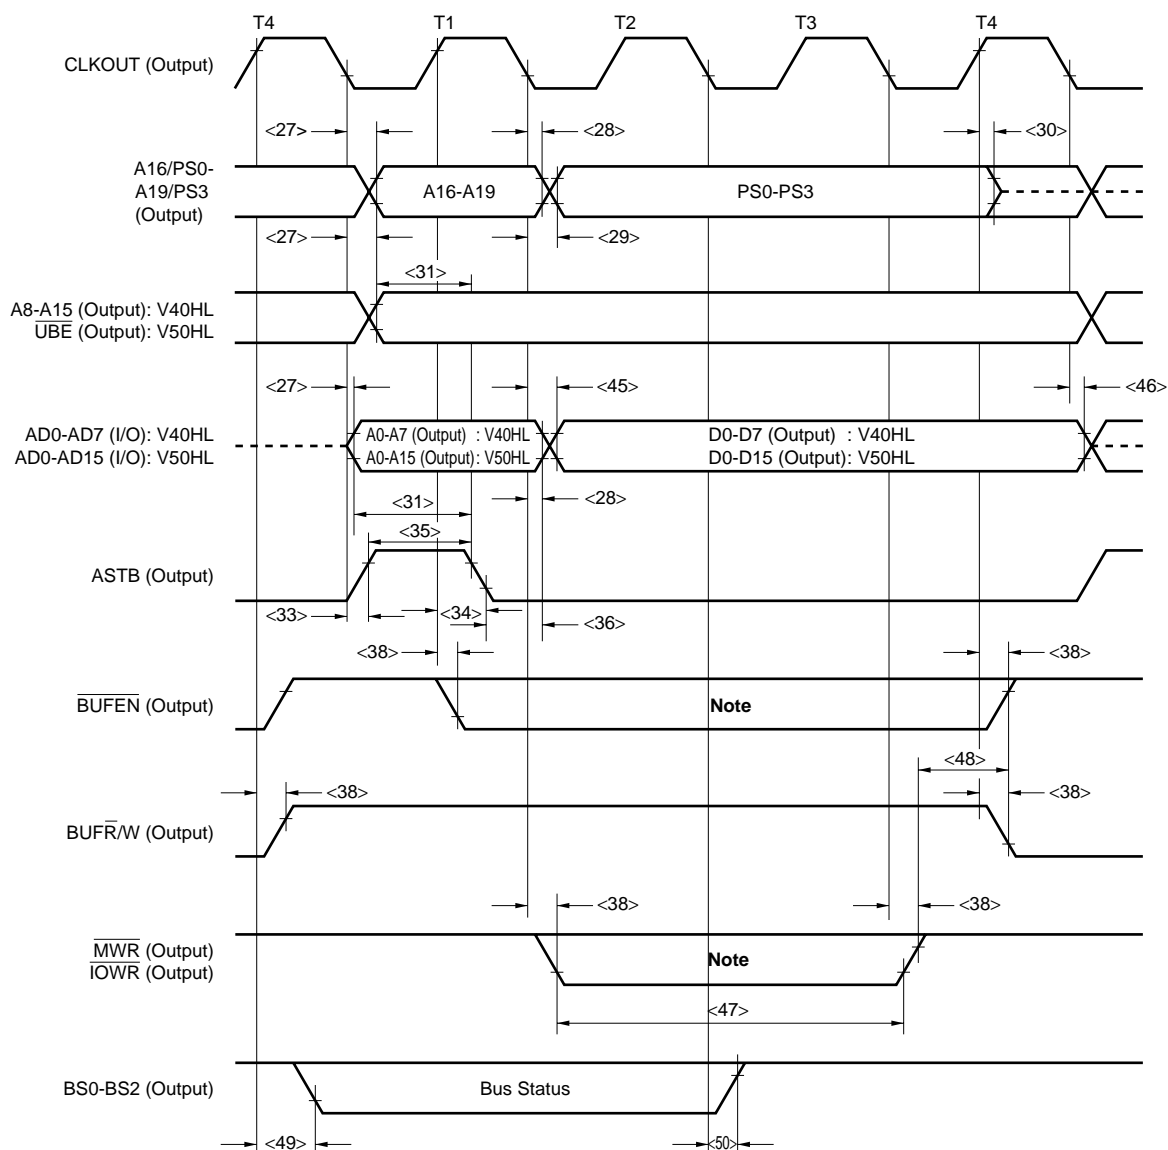 T4 T1 T2 T3 T4
CLKOUT (Output)
<27> <28> <30>
A16/PS0-
A19/PS3
(Output)
A16-A19 PS0-PS3
<27> <29>
<31>
A8-A15 (Output): V40HL
UBE (Output): V50HL
<27> <45> <46>
AD0-AD7 (I/O): V40HL
AD0-AD15 (I/O): V50HL
A0-A7 (Output) : V40HL
A0-A15 (Output): V50HL
D0-D7 (Output) : V40HL
D0-D15 (Output): V50HL
<31> <28>
<35>
ASTB (Output)
<33> <34> <36>
<38> <38>
BUFEN (Output) Note
<48>
<38> <38>
BUFR/W (Output)
<38> <38>
MWR (Output)
IOWR (Output)
Note
<47>
BS0-BS2 (Output) Bus Status
<49> <50>